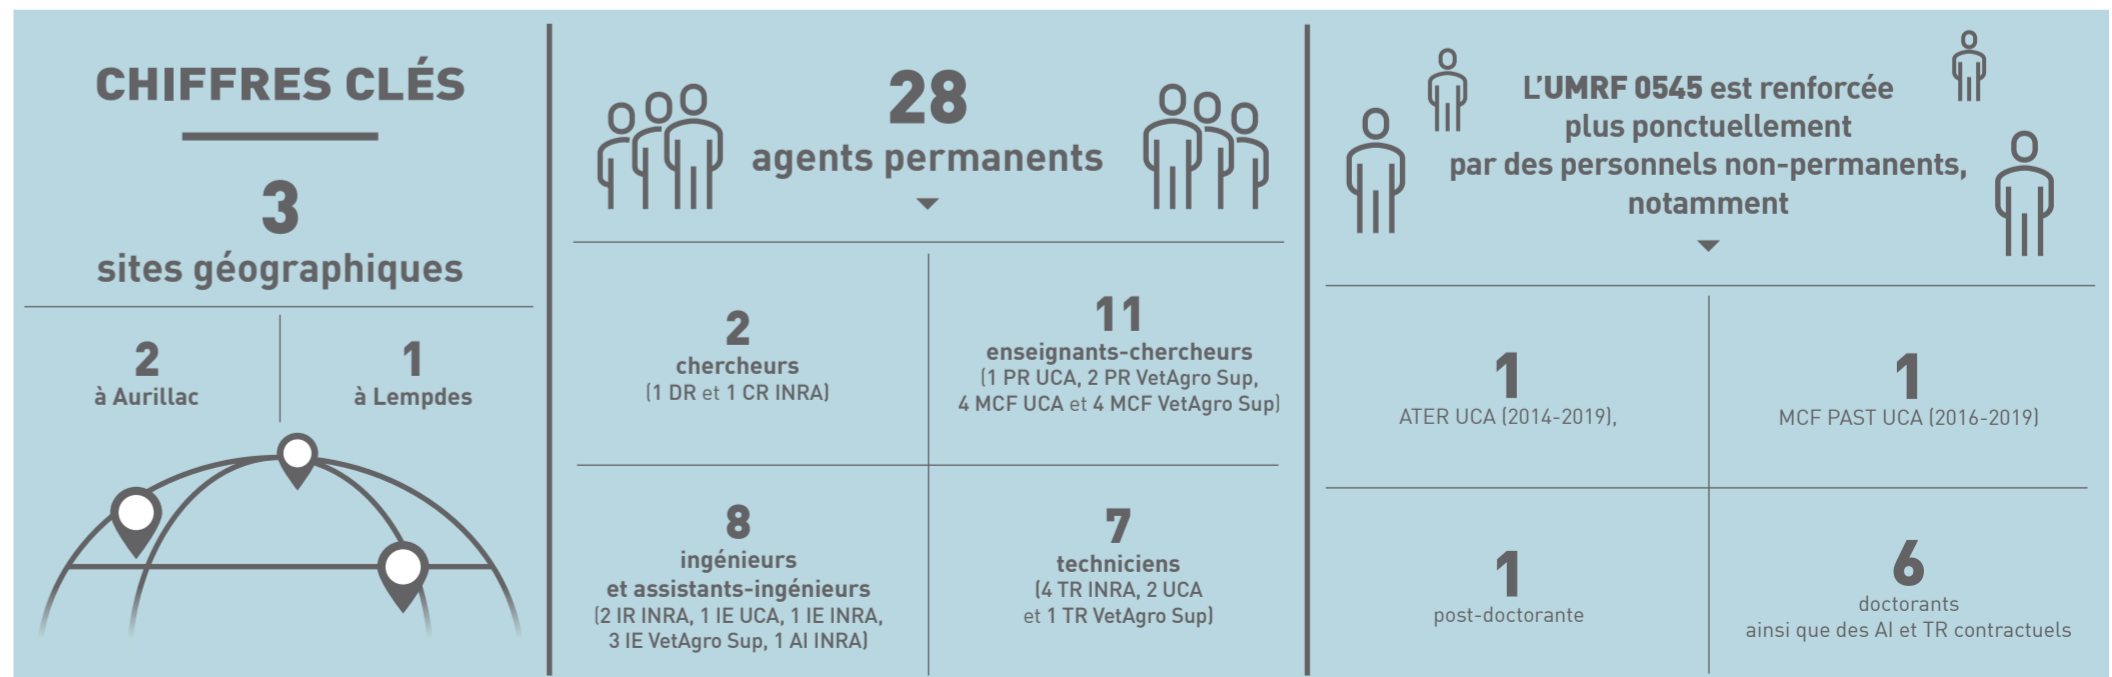 CHIFFRES CLÉS
3
sites géographiques
2
à Aurillac
1
à Lempdes
28
agents permanents
2
chercheurs
(1 DR et 1 CR INRA)
11
enseignants-chercheurs
(1 PR UCA, 2 PR VetAgro Sup,
4 MCF UCA et 4 MCF VetAgro Sup)
8
ingénieurs
et assistants-ingénieurs
(2 IR INRA, 1 IE UCA, 1 IE INRA,
3 IE VetAgro Sup, 1 AI INRA)
7
techniciens
(4 TR INRA, 2 UCA
et 1 TR VetAgro Sup)
L'UMRF 0545 est renforcée
plus ponctuellement
par des personnels non-permanents,
notamment
1
ATER UCA (2014-2019),
1
MCF PAST UCA (2016-2019)
1
post-doctorante
6
doctorants
ainsi que des AI et TR contractuels